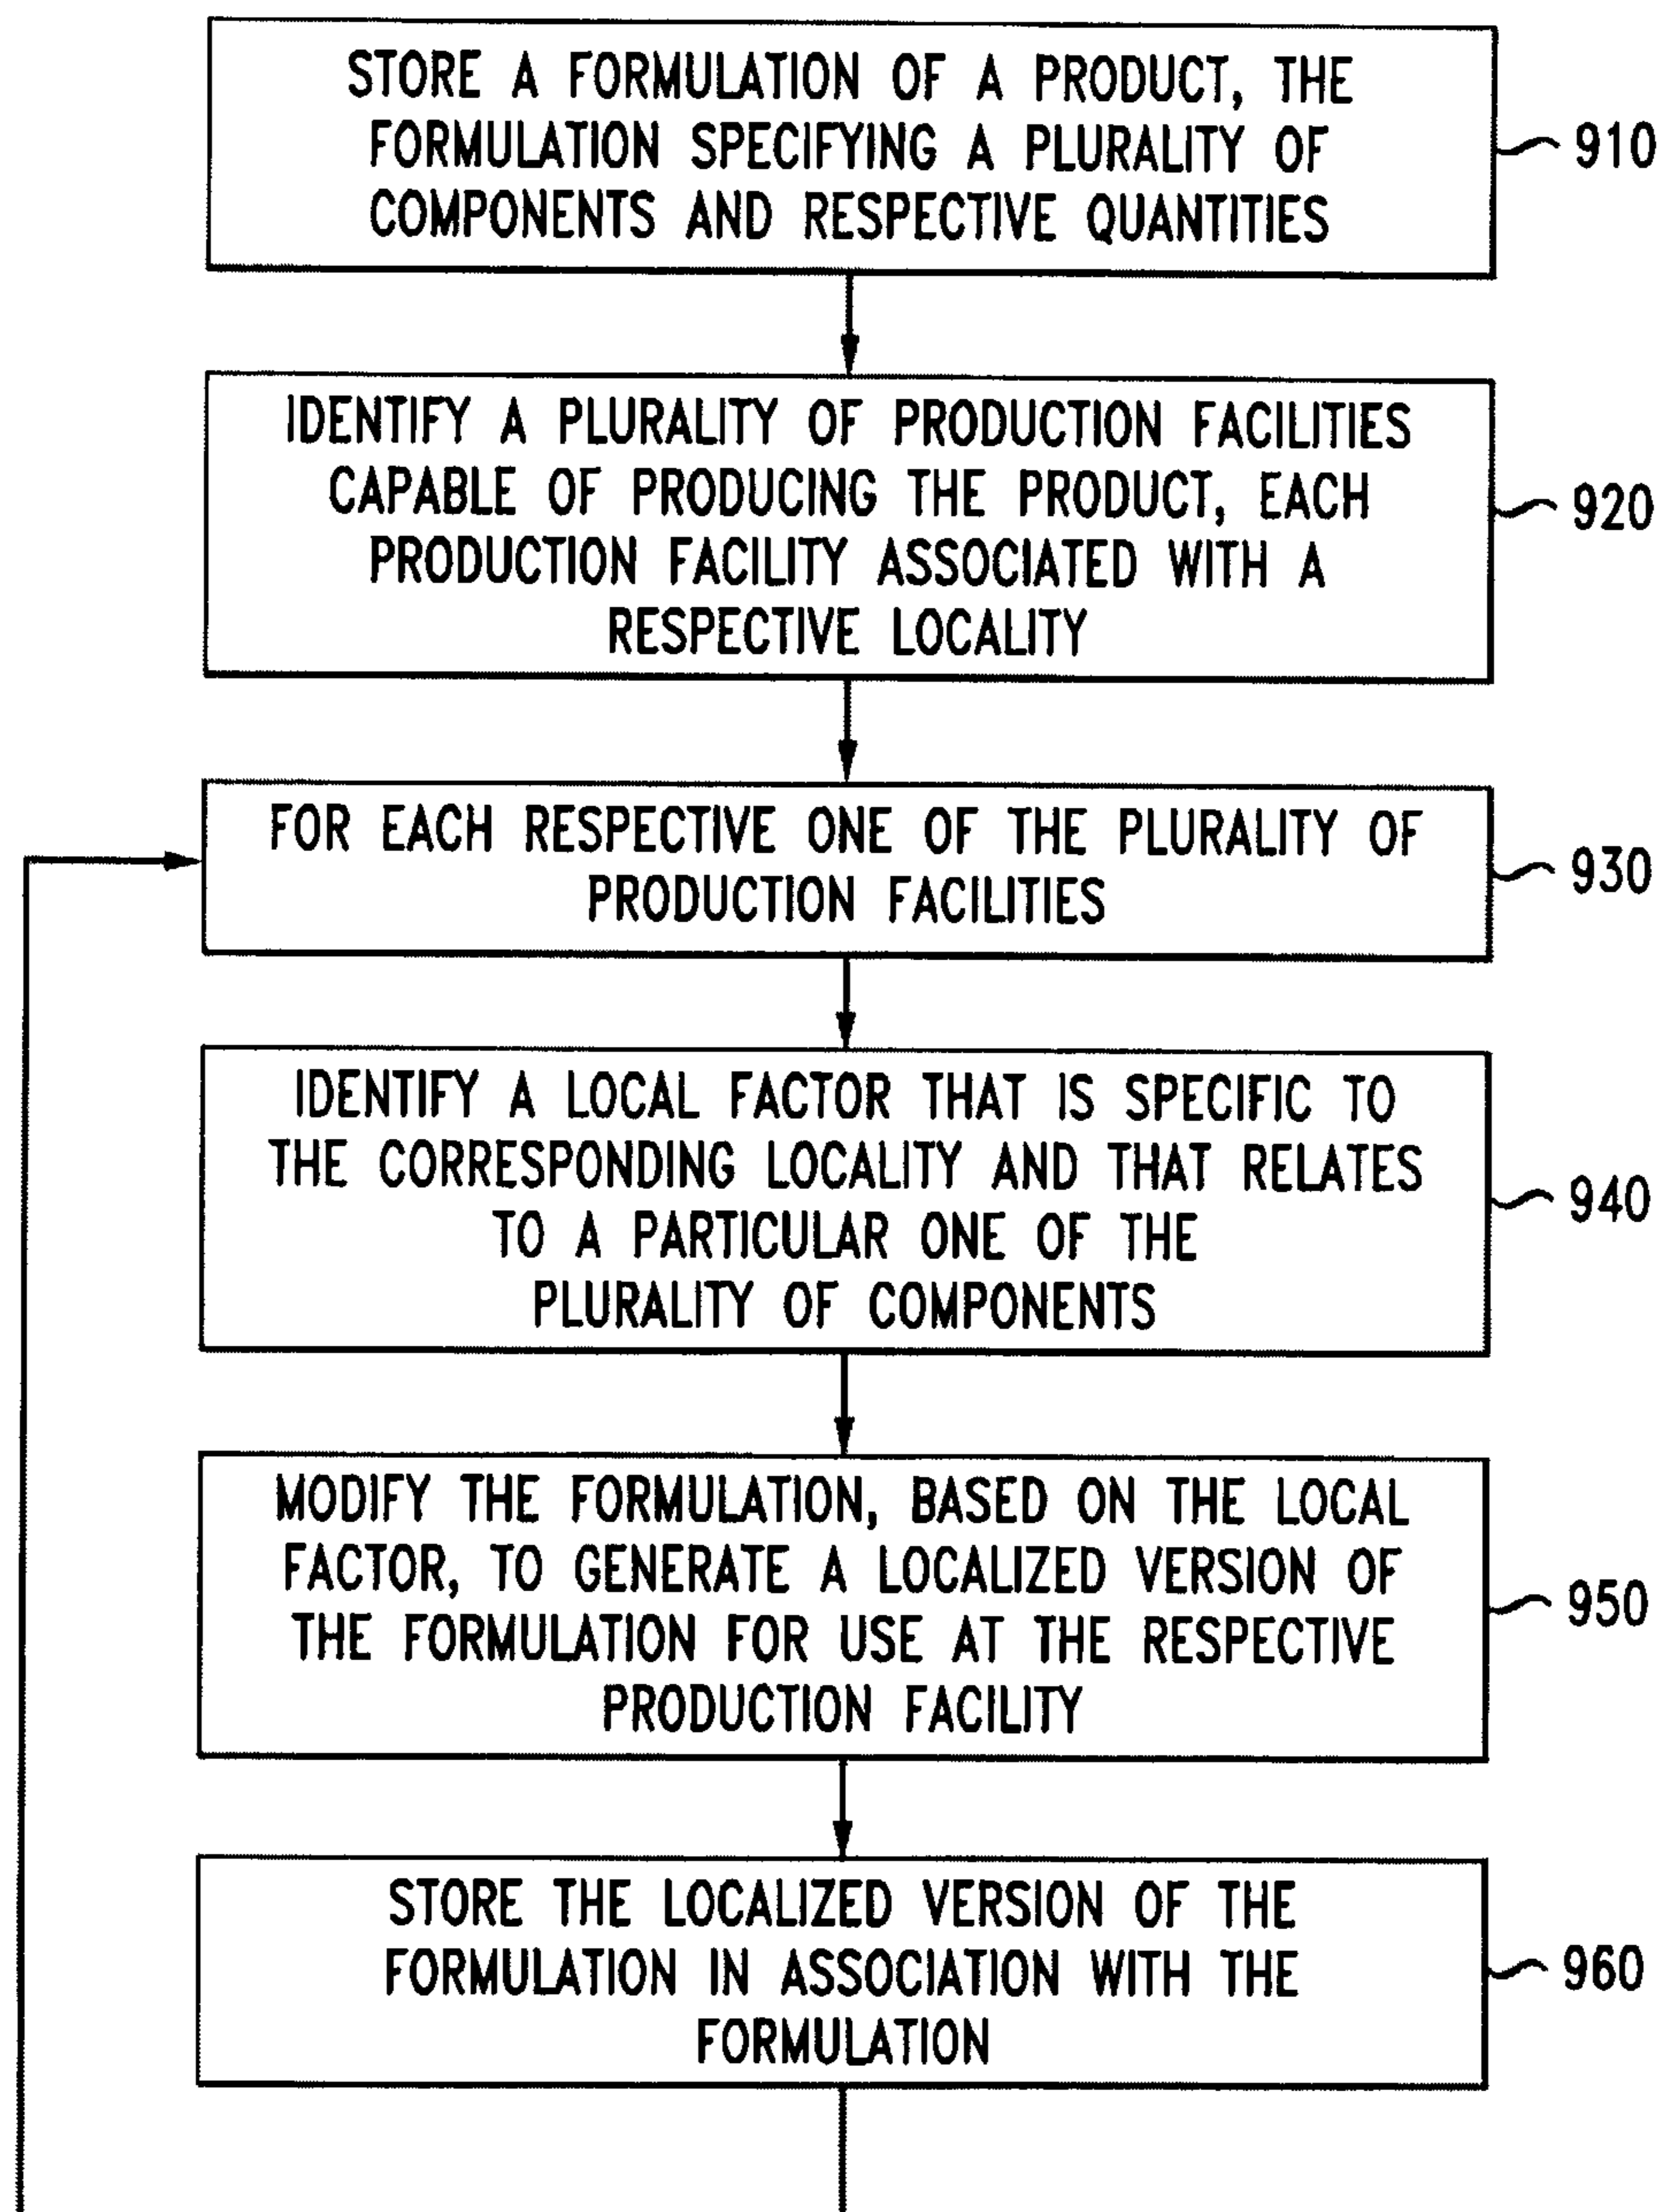 STORE A FORMULATION OF A PRODUCT, THE
FORMULATION SPECIFYING A PLURALITY OF
COMPONENTS AND RESPECTIVE QUANTITIES
910
IDENTIFY A PLURALITY OF PRODUCTION FACILITIES
CAPABLE OF PRODUCING THE PRODUCT, EACH
PRODUCTION FACILITY ASSOCIATED WITH A
RESPECTIVE LOCALITY
920
FOR EACH RESPECTIVE ONE OF THE PLURALITY OF
PRODUCTION FACILITIES
930
IDENTIFY A LOCAL FACTOR THAT IS SPECIFIC TO
THE CORRESPONDING LOCALITY AND THAT RELATES
TO A PARTICULAR ONE OF THE
PLURALITY OF COMPONENTS
940
MODIFY THE FORMULATION, BASED ON THE LOCAL
FACTOR, TO GENERATE A LOCALIZED VERSION OF
THE FORMULATION FOR USE AT THE RESPECTIVE
PRODUCTION FACILITY
950
STORE THE LOCALIZED VERSION OF THE
FORMULATION IN ASSOCIATION WITH THE
FORMULATION
960